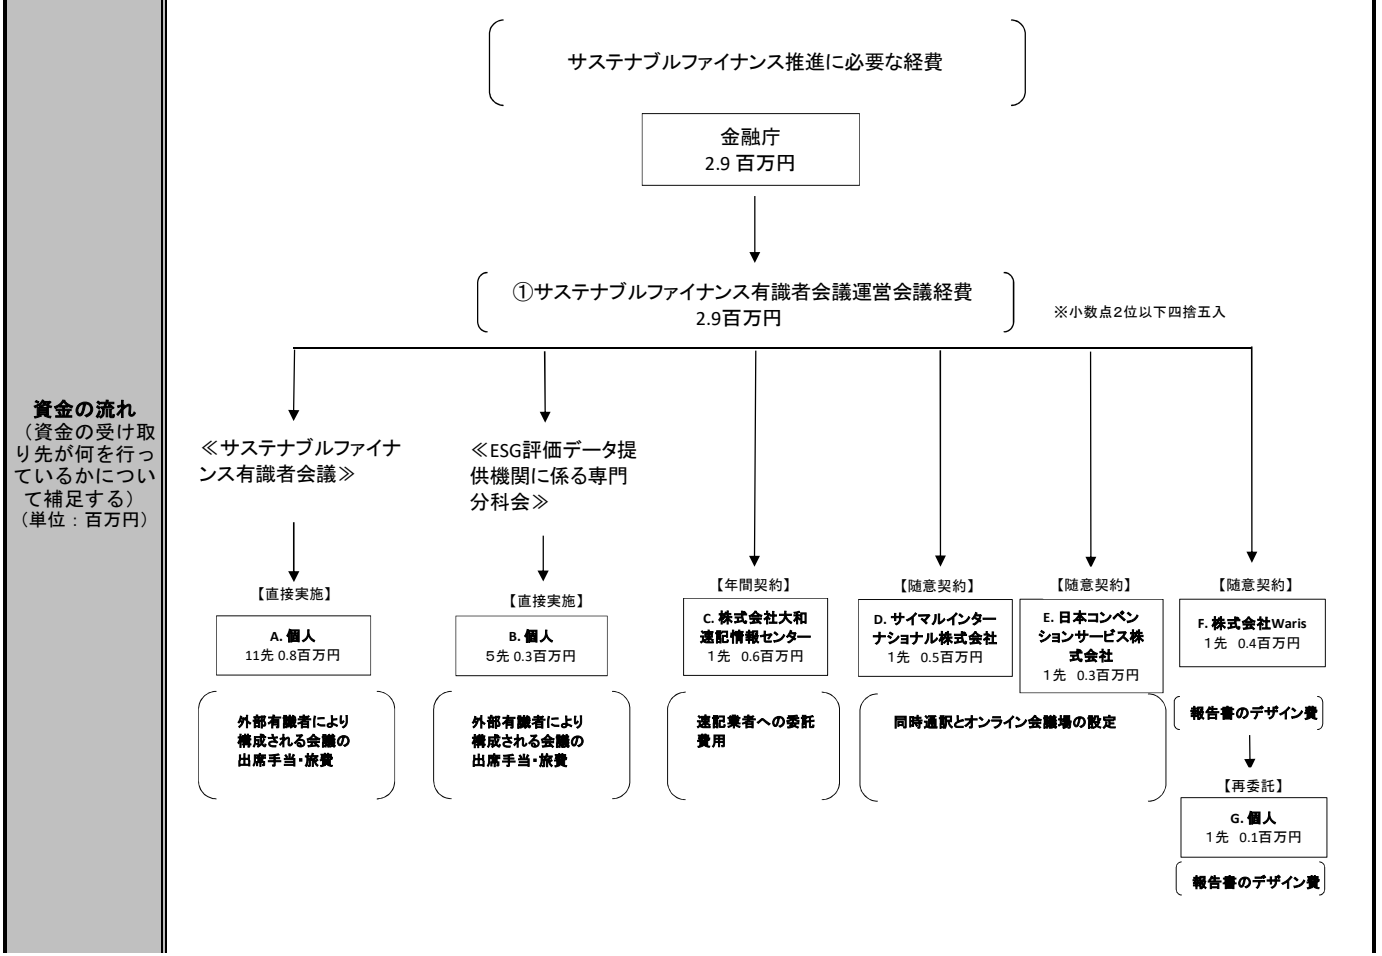 サステナブルファイナンス推進に必要な経費
金融庁
2.9 百万円
①サステナブルファイナンス有識者会議運営会議経費
2.9百万円
※小数点2位以下四捨五入
資金の流れ
（資金の受け取
り先が何を行っ
ているかについ
て補足する）
（単位：百万円）
≪サステナブルファイナ
ンス有識者会議≫
≪ESG評価データ提
供機関に係る専門
分科会≫
【直接実施】
A. 個人
11先 0.8百万円
外部有識者により
構成される会議の
出席手当・旅費
【直接実施】
B. 個人
５先 0.3百万円
外部有識者により
構成される会議の
出席手当・旅費
【年間契約】
C. 株式会社大和
速記情報センター
1先 0.6百万円
速記業者への委託
費用
【随意契約】
D. サイマルインター
ナショナル株式会社
1先 0.5百万円
【随意契約】
E. 日本コンベン
ションサービス株
式会社
1先 0.3百万円
同時通訳とオンライン会議場の設定
【随意契約】
F. 株式会社Waris
1先 0.4百万円
報告書のデザイン費
【再委託】
G. 個人
1先 0.1百万円
報告書のデザイン費